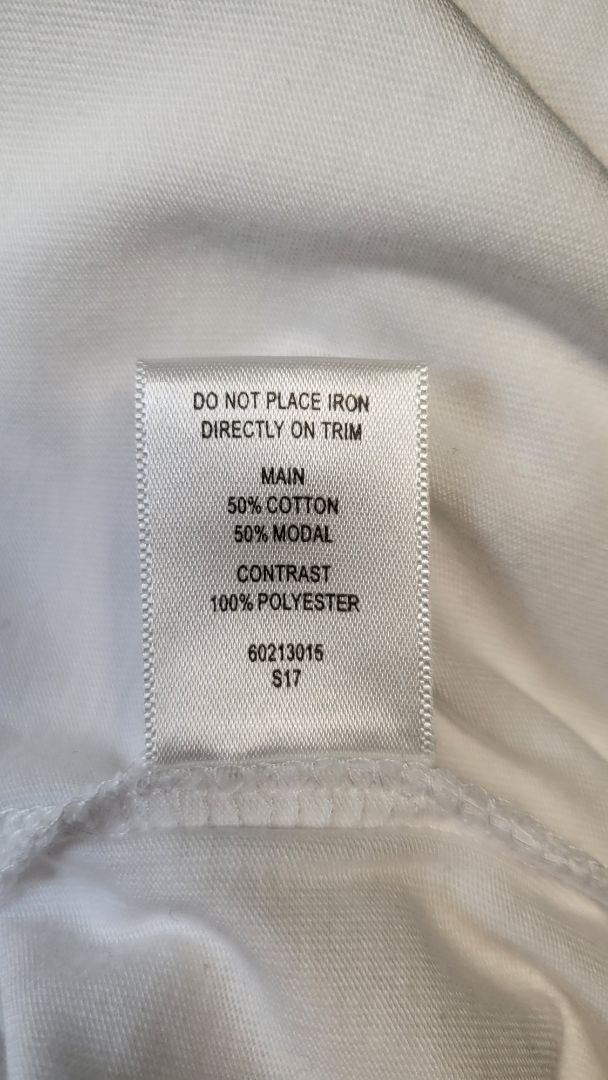 DO NOT PLACE IRON
DIRECTLY ON TRIM
MAIN
50% COTTON
50% MODAL
CONTRAST
100% POLYESTER
60213015
S17